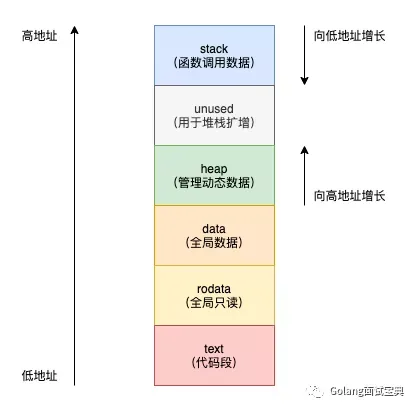 高地址
stack
（函数调用数据）
向低地址增长
unused
（用于堆栈扩增）
heap
（管理动态数据）
向高地址增长
data
（全局数据）
rodata
（全局只读）
text
（代码段）
低地址
Golang面试宝典